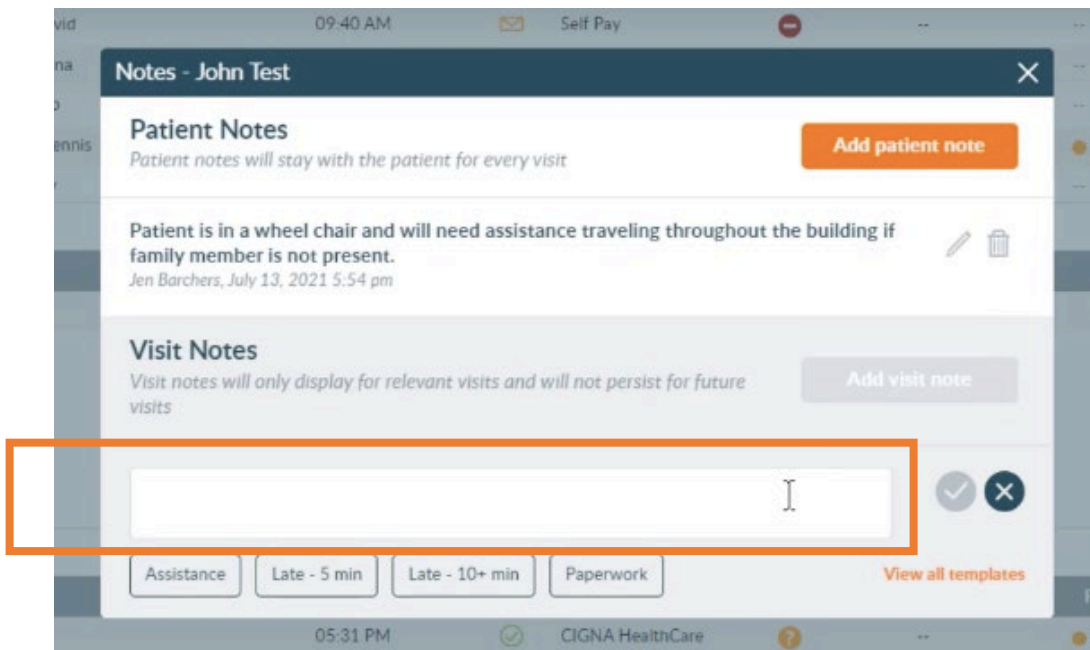 vid 09:40 AM Self Pay -- --
na --
Notes - John Test
Patient Notes
Patient notes will stay with the patient for every visit
Add patient note
ennis
Patient is in a wheel chair and will need assistance traveling throughout the building if
family member is not present.
Jen Barchers, July 13, 2021 5:54 pm
Visit Notes
Visit notes will only display for relevant visits and will not persist for future
visits
Add visit note
Assistance Late - 5 min Late - 10+ min Paperwork View all templates
05:31 PM CIGNA HealthCare ? --